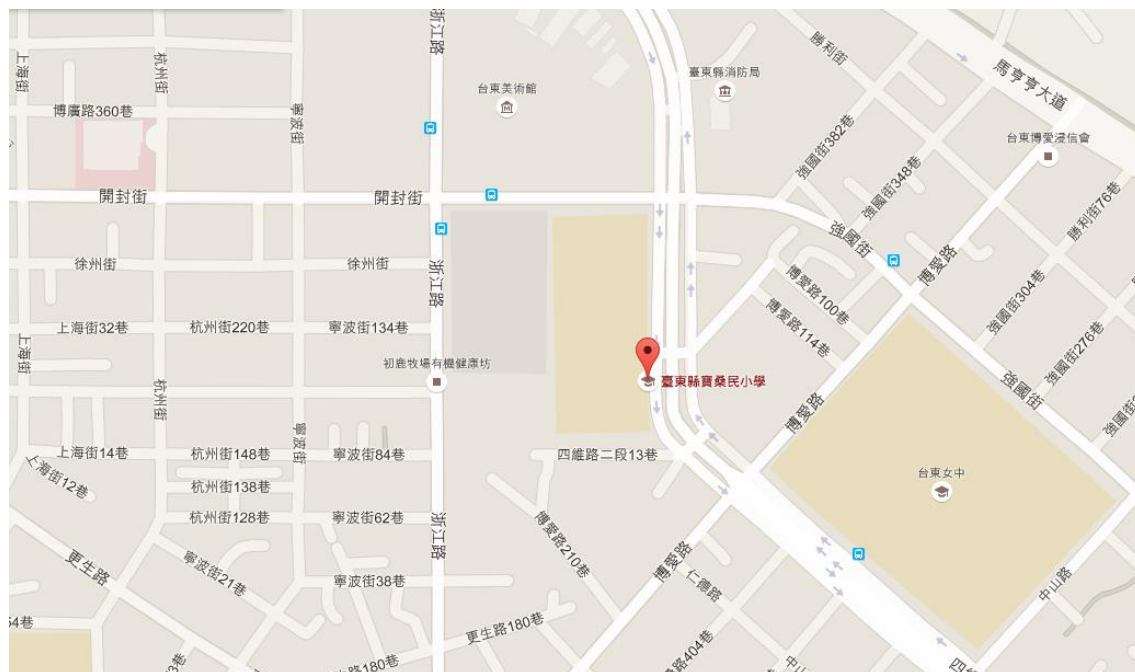 浙江路
上海街
杭州街
勝利街
臺東縣消防局
馬亨亨大道
台東美術館
博廣路360巷
寧波街
強國街382巷
台東博愛浸信會
強國街348巷
勝利街76巷
開封街
開封街
強國街
博愛路
徐州街
徐州街
浙江路
博愛路100巷
強國街304巷
上海街32巷
杭州街220巷
寧波街134巷
博愛路114巷
強國街276巷
上海街
初鹿牧場有機健康坊
臺東縣寶桑民小學
強國街
杭州街
博愛路
寧波街
上海街14巷
杭州街148巷
寧波街84巷
四維路二段13巷
台東女中
上海街12巷
杭州街138巷
杭州街128巷
寧波街62巷
浙江路
博愛路210巷
博愛路
更生路
寧波街21巷
寧波街38巷
仁德路
中山路
54巷
更生路180巷
路180巷
路404巷
中山
四維